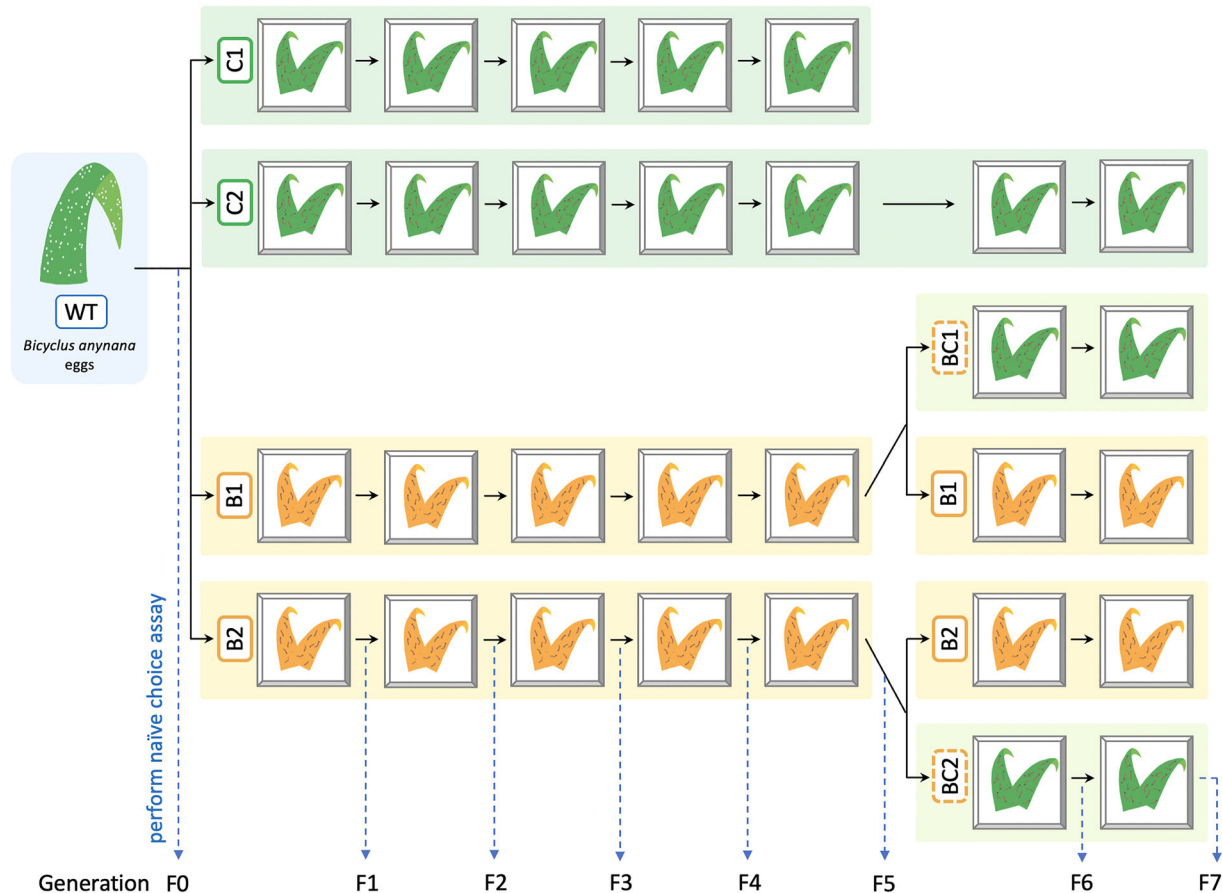 C1
C2
WT
Bicyclus anynana
eggs
BC1
B1
B1
B2
B2
BC2
perform naïve choice assay
Generation F0 F1 F2 F3 F4 F5 F6 F7